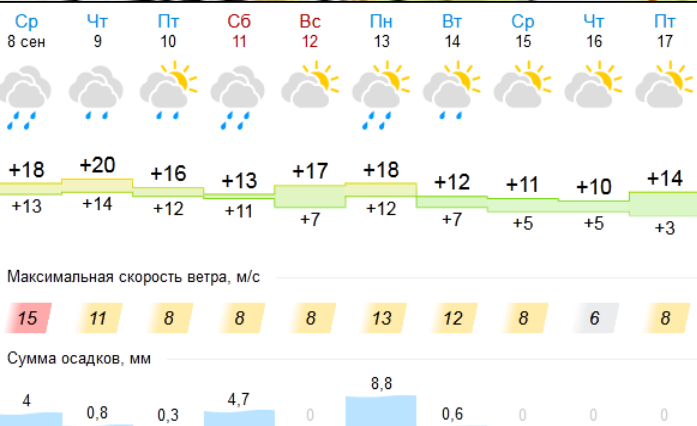 Ср Чт Пт Сб Вс Пн Вт Ср Чт Пт
8 сен 9 10 11 12 13 14 15 16 17
+18 +20 +16 +13 +17 +18 +12 +11 +10 +14
+13 +14 +12 +11 +7 +12 +7 +5 +5 +3
Максимальная скорость ветра, м/с
15 11 8 8 8 13 12 8 6 8
Сумма осадков, мм
4 0,8 0,3 4,7 0 8,8 0,6 0 0 0